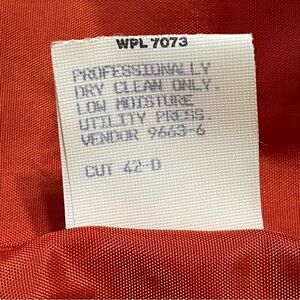 WPL 7073
PROFESSIONALLY
DRY CLEAN ONLY.
LOW MOISTURE
UTILITY PRESS.
VENDOR 9663-6
CUT 42-D